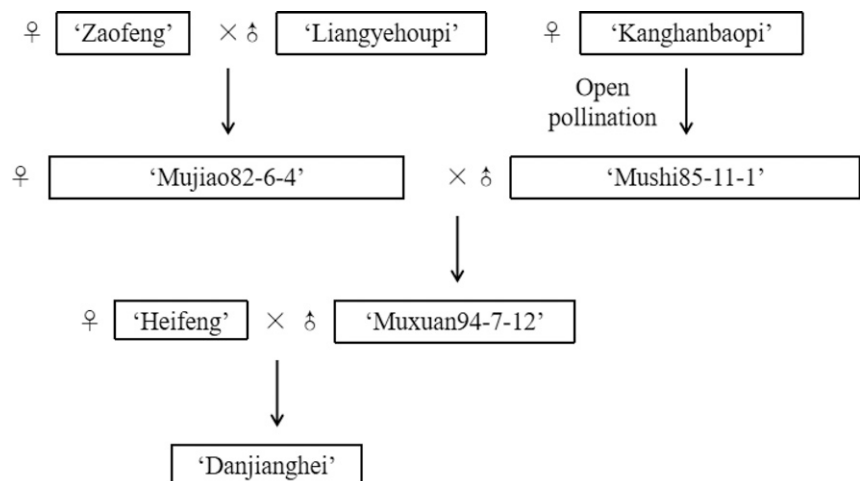 ♀ ‘Zaofeng’ × ♂ ‘Liangyehoupi’ ♀ ‘Kanghanbaopi’
Open
pollination
♀ ‘Mujiao82-6-4’ × ♂ ‘Mushi85-11-1’
♀ ‘Heifeng’ × ♂ ‘Muxuan94-7-12’
‘Danjianghei’